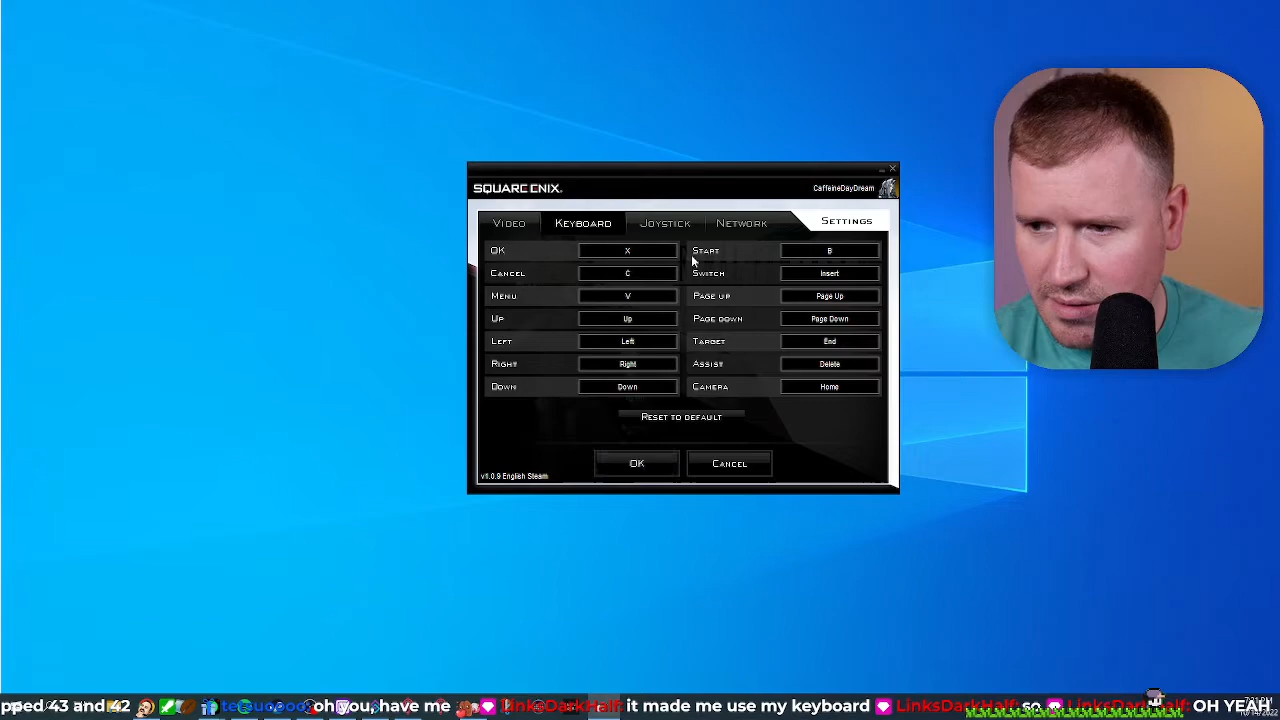 SQUARE ENIX.
CaffeineDayDream
VIDEO KEYBOARD JOYSTICK NETWORK SETTINGS
OK X START B
CANCEL C SWITCH Insert
MENU V PAGE UP Page Up
UP Up PAGE DOWN Page Down
LEFT Left TARGET End
RIGHT Right ASSIST Delete
DOWN Down CAMERA Home
RESET TO DEFAULT
OK CANCEL
v1.0.9 English Steam
pped 43 and 42 tetsuoooo: oh you have me LinksDarkHalf: it made me use my keyboard LinksDarkHalf: so LinksDarkHalf: OH YEAH